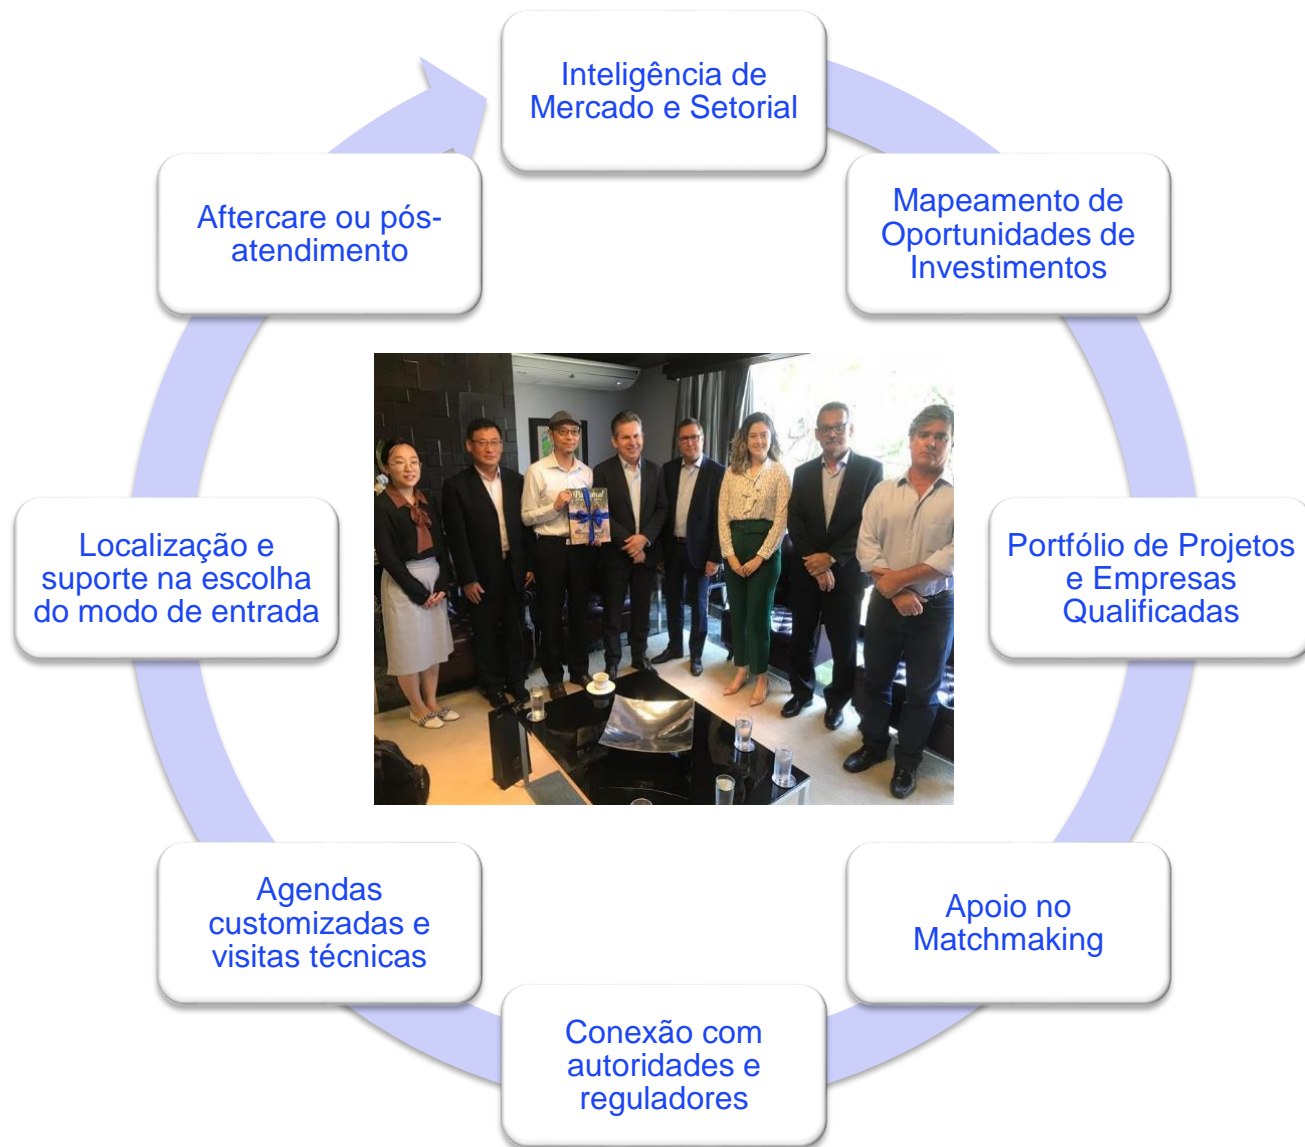 Inteligência de
Mercado e Setorial
Mapeamento de
Oportunidades de
Investimentos
Portfólio de Projetos
e Empresas
Qualificadas
Apoio no
Matchmaking
Conexão com
autoridades e
reguladores
Agendas
customizadas e
visitas técnicas
Localização e
suporte na escolha
do modo de entrada
Aftercare ou pós-
atendimento